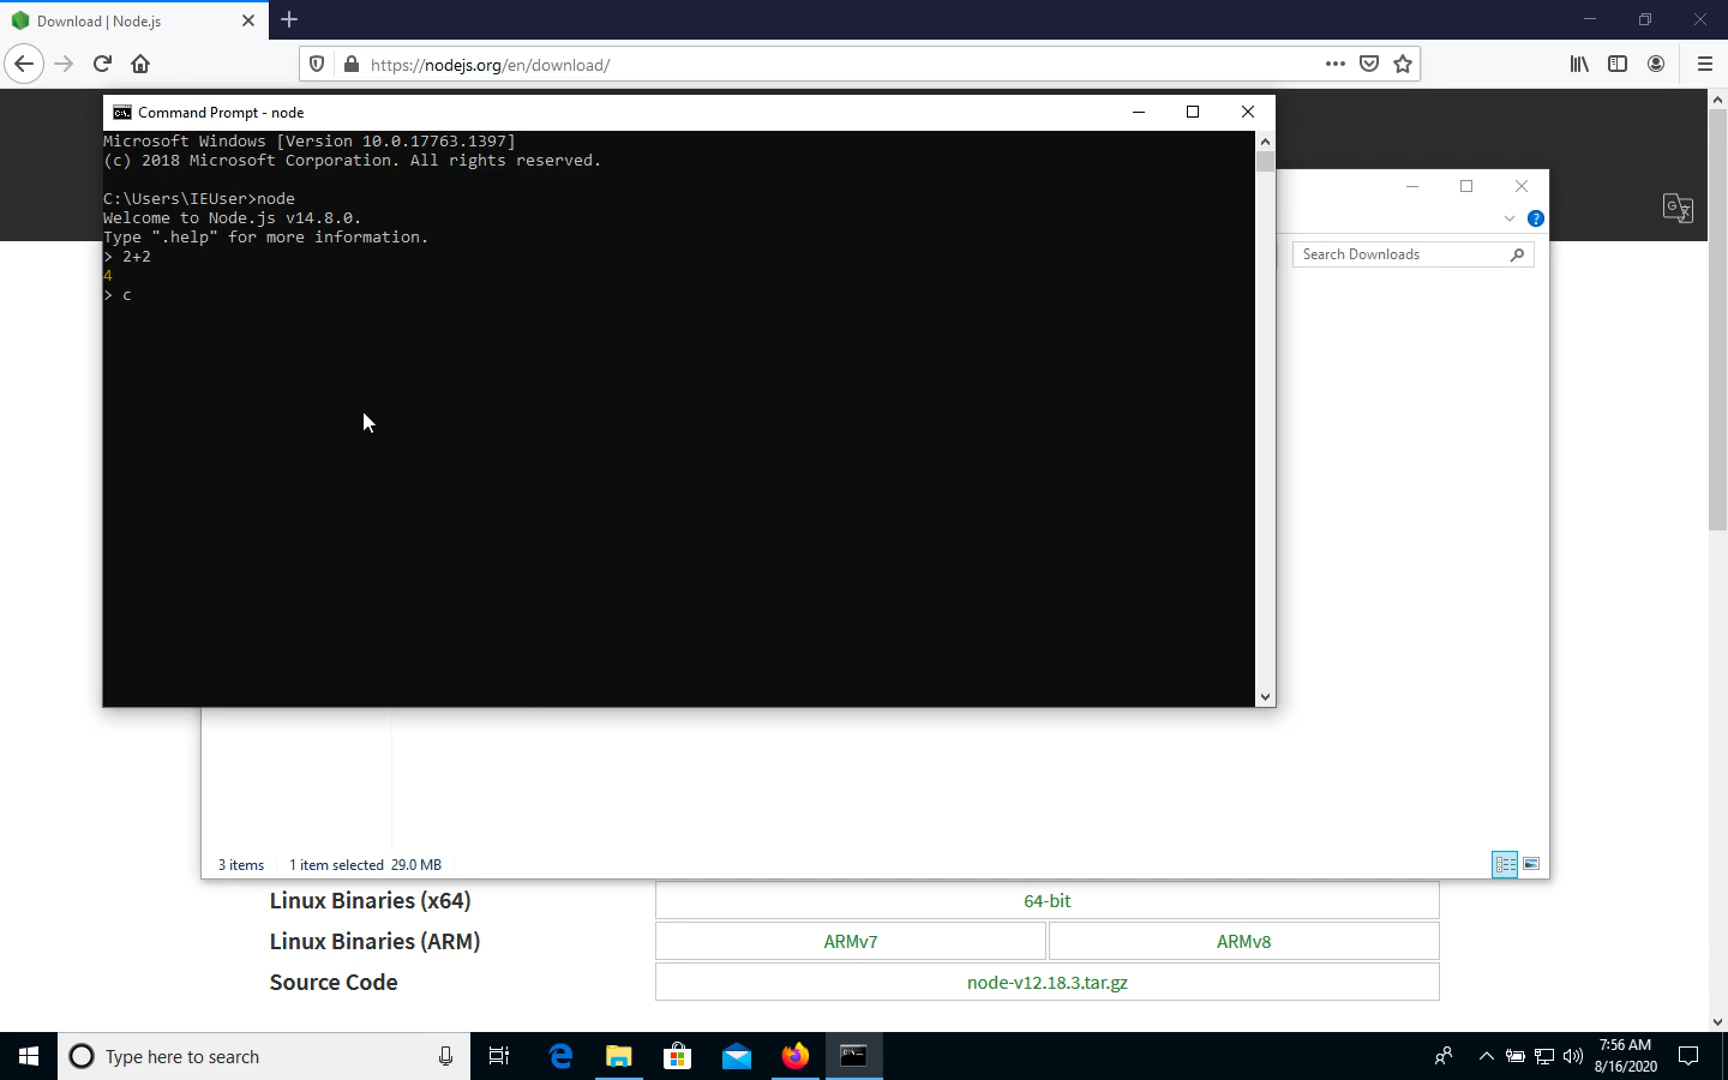 Download | Node.js
https://nodejs.org/en/download/
Command Prompt - node
Microsoft Windows [Version 10.0.17763.1397]
(c) 2018 Microsoft Corporation. All rights reserved.
C:\Users\IEUser>node
Welcome to Node.js v14.8.0.
Type ".help" for more information.
> 2+2
4
> c
Search Downloads
3 items 1 item selected 29.0 MB
Linux Binaries (x64) 64-bit
Linux Binaries (ARM) ARMv7 ARMv8
Source Code node-v12.18.3.tar.gz
Type here to search
7:56 AM
8/16/2020